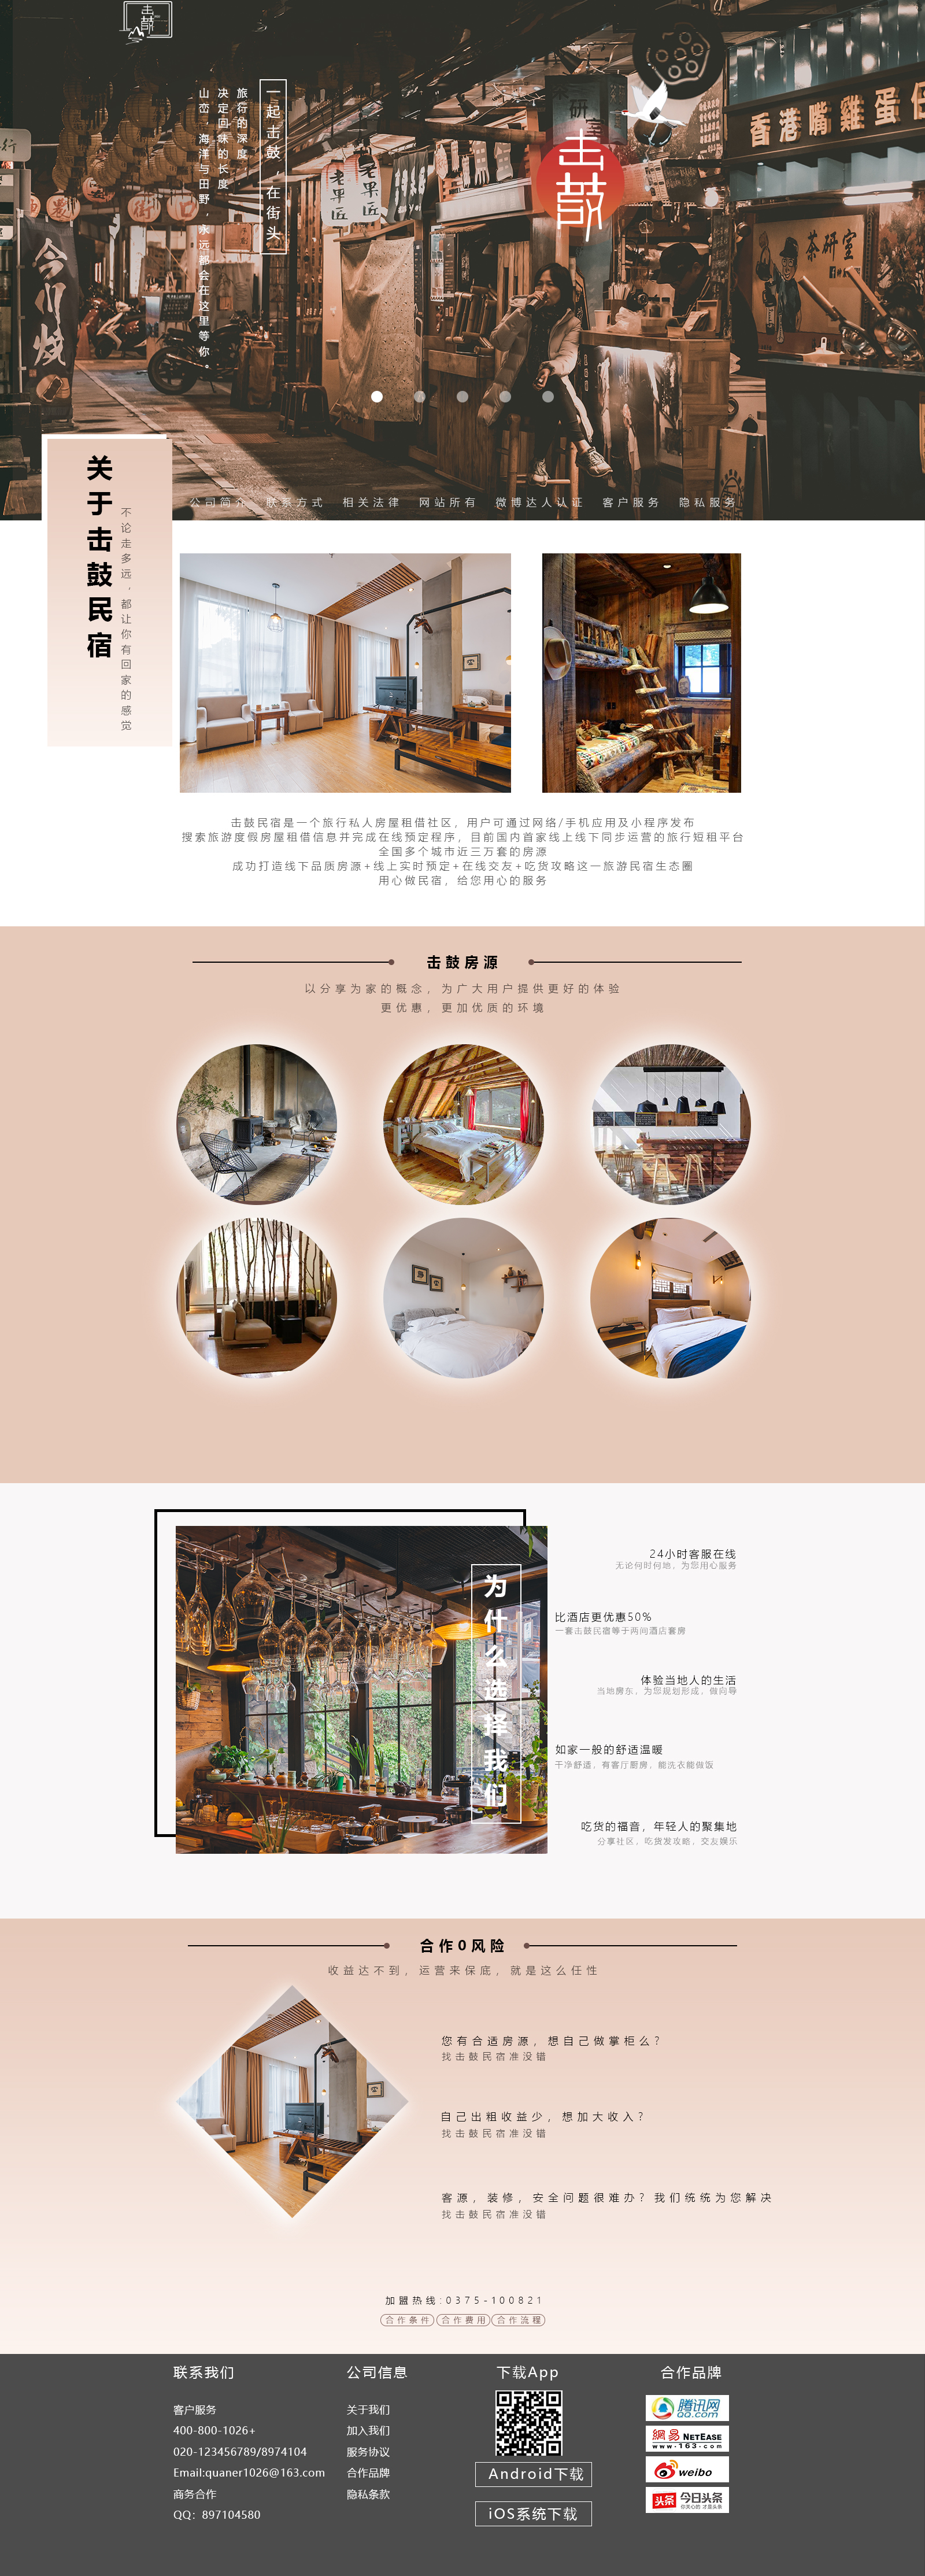 击鼓
一起击鼓，在街头
旅行的深度
决定回味的长度
山峦，海洋与田野，永远都会在这里等你。
击鼓
香港嘴雞蛋仔
茶研室
老果匠
老果匠
今川燒
茶研室
行
公司简介 联系方式 相关法律 网站所有 微博达人认证 客户服务 隐私服务
关于击鼓民宿
不论走多远，都让你有回家的感觉
击鼓民宿是一个旅行私人房屋租借社区，用户可通过网络/手机应用及小程序发布
搜索旅游度假房屋租借信息并完成在线预定程序，目前国内首家线上线下同步运营的旅行短租平台
全国多个城市近三万套的房源
成功打造线下品质房源+线上实时预定+在线交友+吃货攻略这一旅游民宿生态圈
用心做民宿，给您用心的服务
击鼓房源
以分享为家的概念，为广大用户提供更好的体验
更优惠，更加优质的环境
为什么选择我们
24小时客服在线
无论何时何地，为您用心服务
比酒店更优惠50%
一套击鼓民宿等于两间酒店套房
体验当地人的生活
当地房东，为您规划形成，做向导
如家一般的舒适温暖
干净舒适，有客厅厨房，能洗衣能做饭
吃货的福音，年轻人的聚集地
分享社区，吃货发攻略，交友娱乐
合作0风险
收益达不到，运营来保底，就是这么任性
您有合适房源，想自己做掌柜么？
找击鼓民宿准没错
自己出租收益少，想加大收入？
找击鼓民宿准没错
客源，装修，安全问题很难办？我们统统为您解决
找击鼓民宿准没错
加盟热线:0375-100821
合作条件 合作费用 合作流程
联系我们
客户服务
400-800-1026+
020-123456789/8974104
Email:quaner1026@163.com
商务合作
QQ：897104580
公司信息
关于我们
加入我们
服务协议
合作品牌
隐私条款
下载App
Android下载
iOS系统下载
合作品牌
腾讯网
QQ.com
網易 NETEASE
www.163.com
weibo
头条 今日头条
你关心的 才是头条